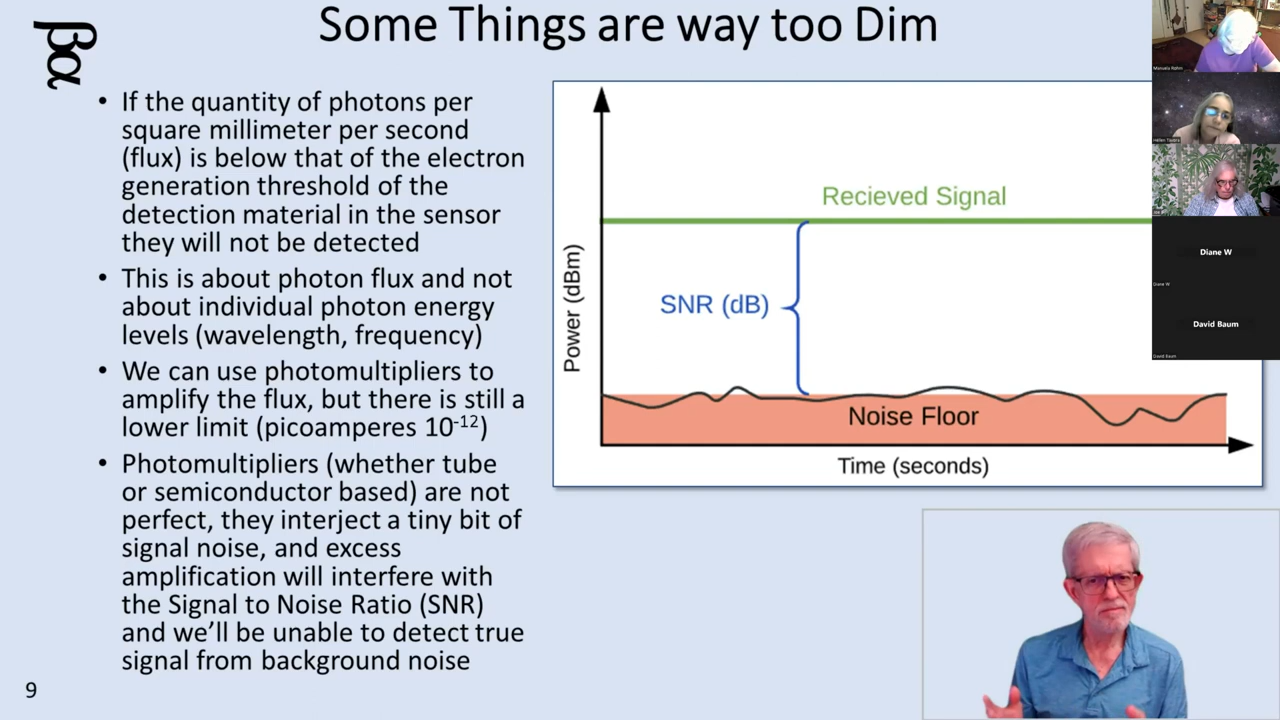 Some Things are way too Dim
βα
• If the quantity of photons per
square millimeter per second
(flux) is below that of the electron
generation threshold of the
detection material in the sensor
they will not be detected
• This is about photon flux and not
about individual photon energy
levels (wavelength, frequency)
• We can use photomultipliers to
amplify the flux, but there is still a
lower limit (picoamperes 10⁻¹²)
• Photomultipliers (whether tube
or semiconductor based) are not
perfect, they interject a tiny bit of
signal noise, and excess
amplification will interfere with
the Signal to Noise Ratio (SNR)
and we’ll be unable to detect true
signal from background noise
9
Power (dBm)
Recieved Signal
SNR (dB)
Noise Floor
Time (seconds)
Diane W
Diane W
David Baum
David Baum